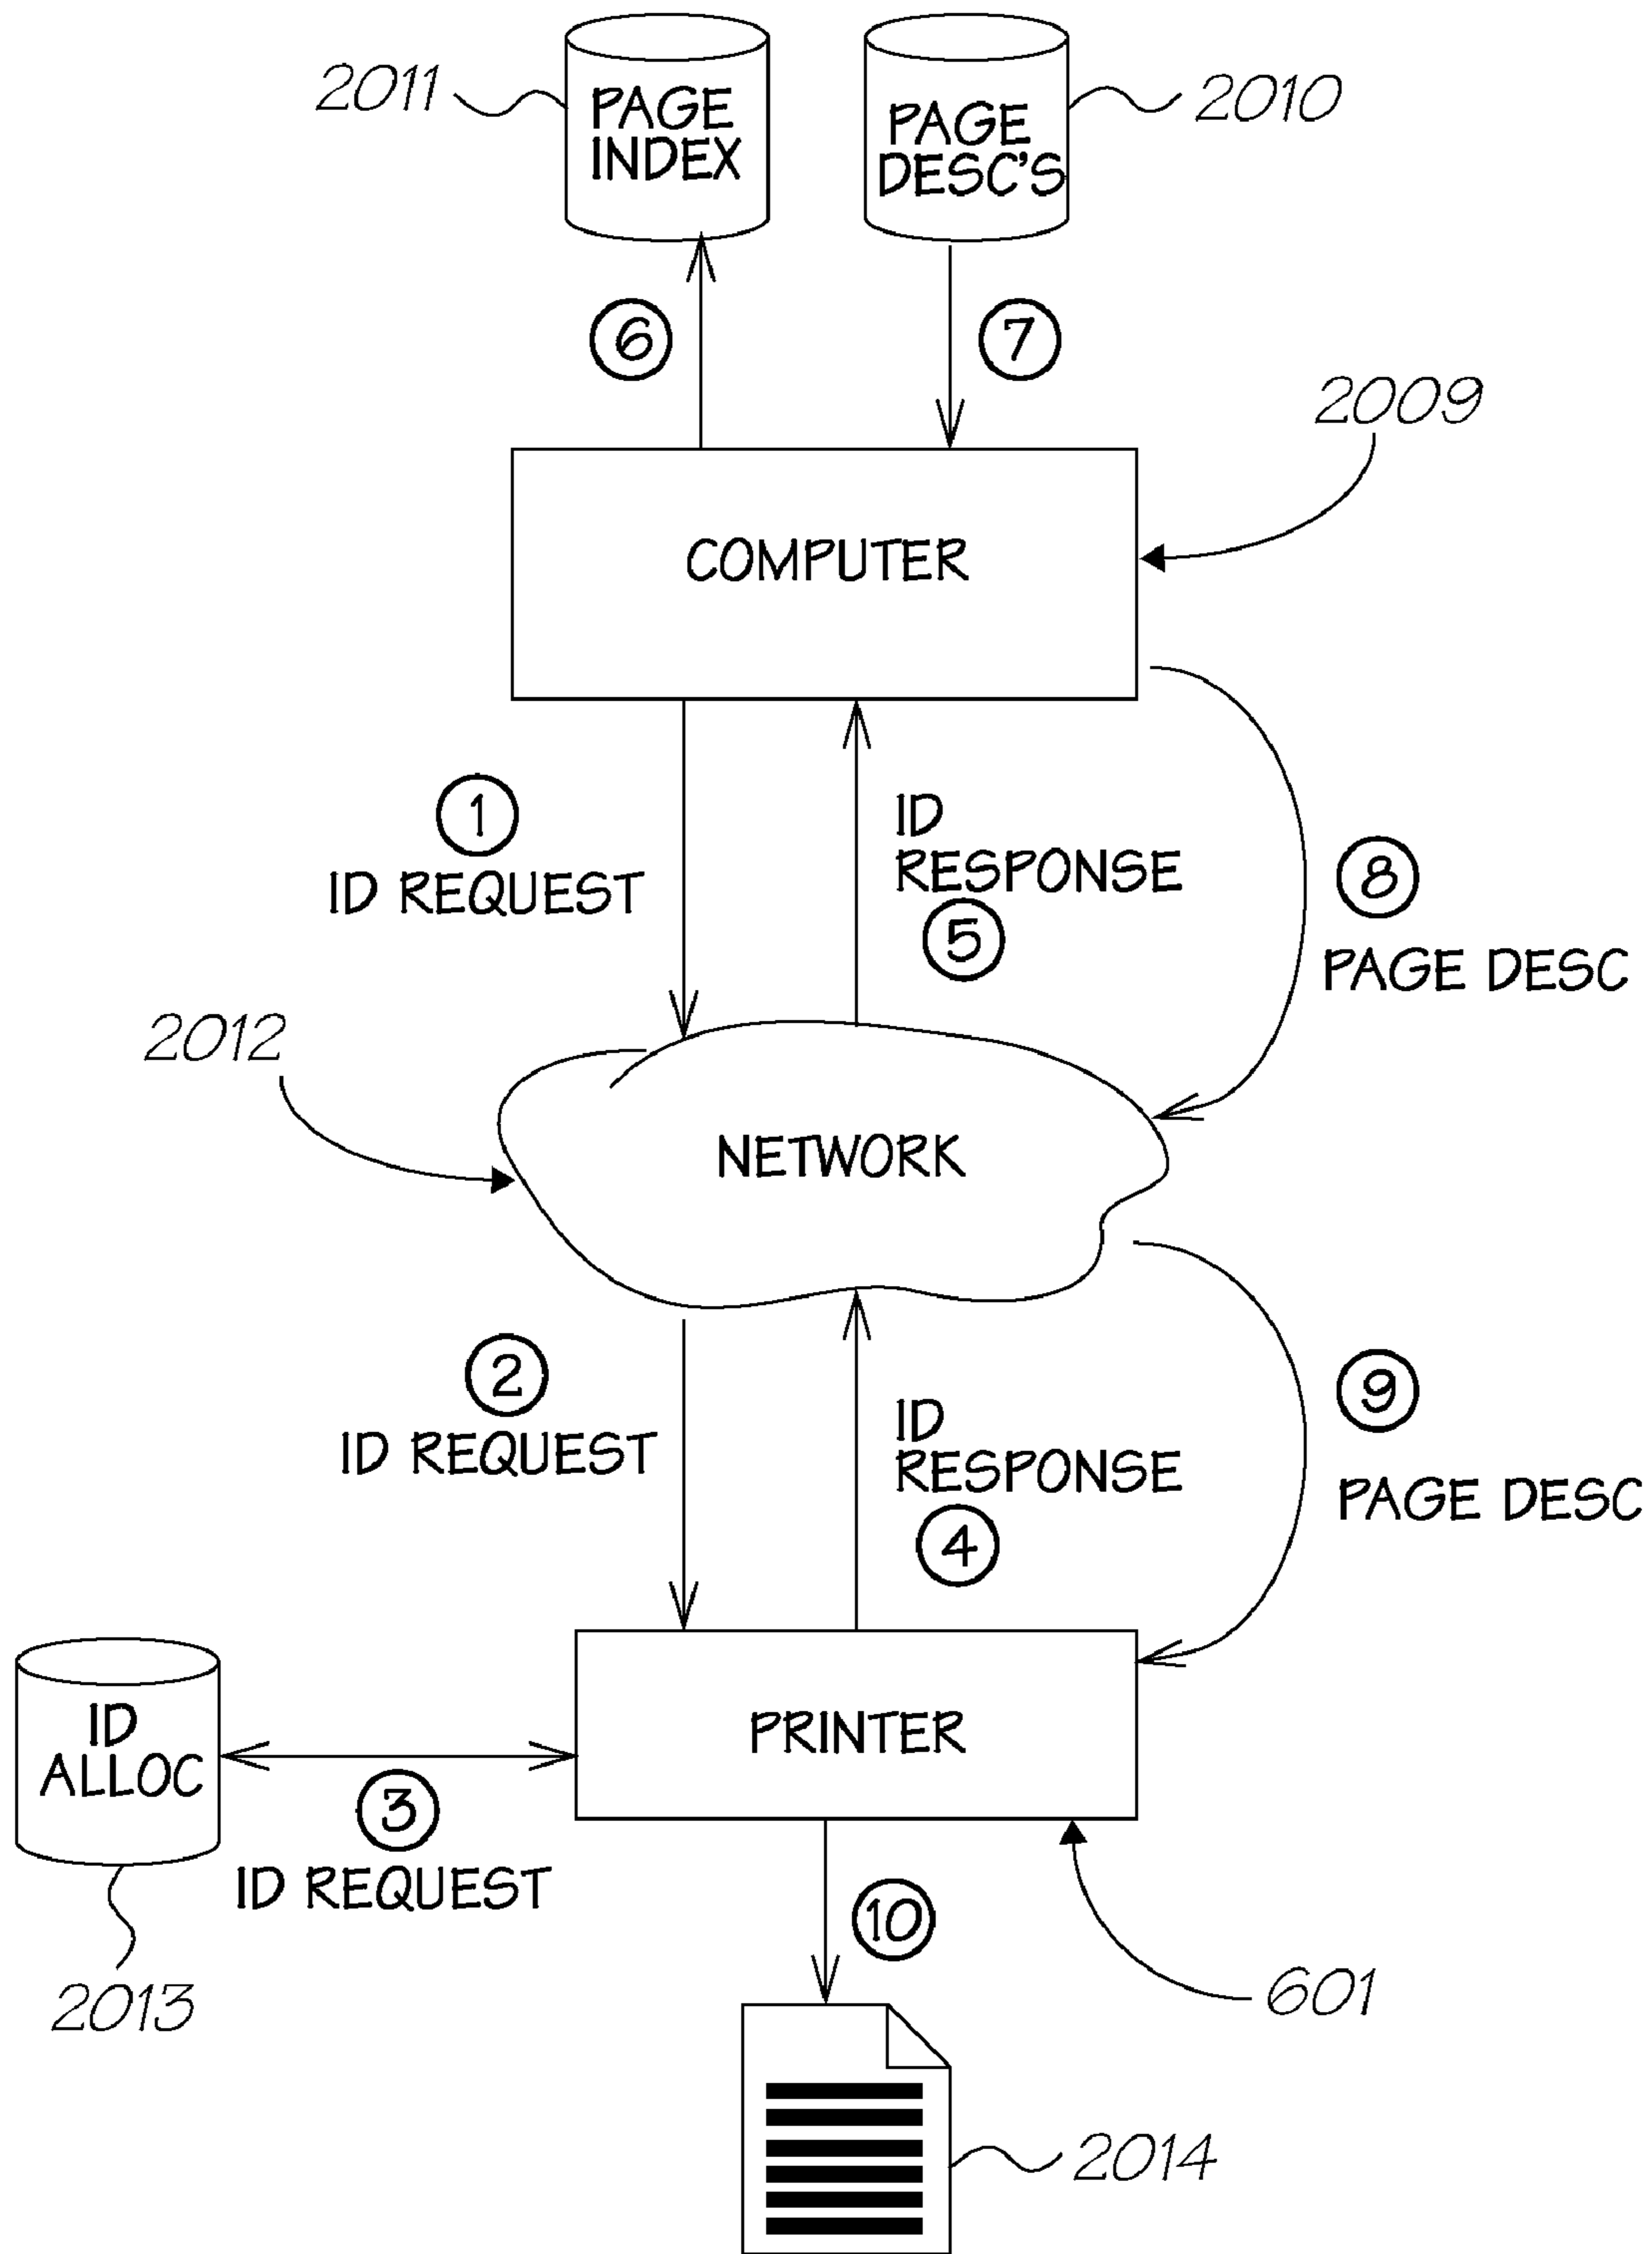 2011
PAGE
INDEX
PAGE
DESC'S
2010
6
7
2009
COMPUTER
1
ID REQUEST
ID
RESPONSE
5
8
PAGE DESC
2012
NETWORK
2
ID REQUEST
ID
RESPONSE
4
9
PAGE DESC
ID
ALLOC
PRINTER
3
ID REQUEST
10
2013
601
2014